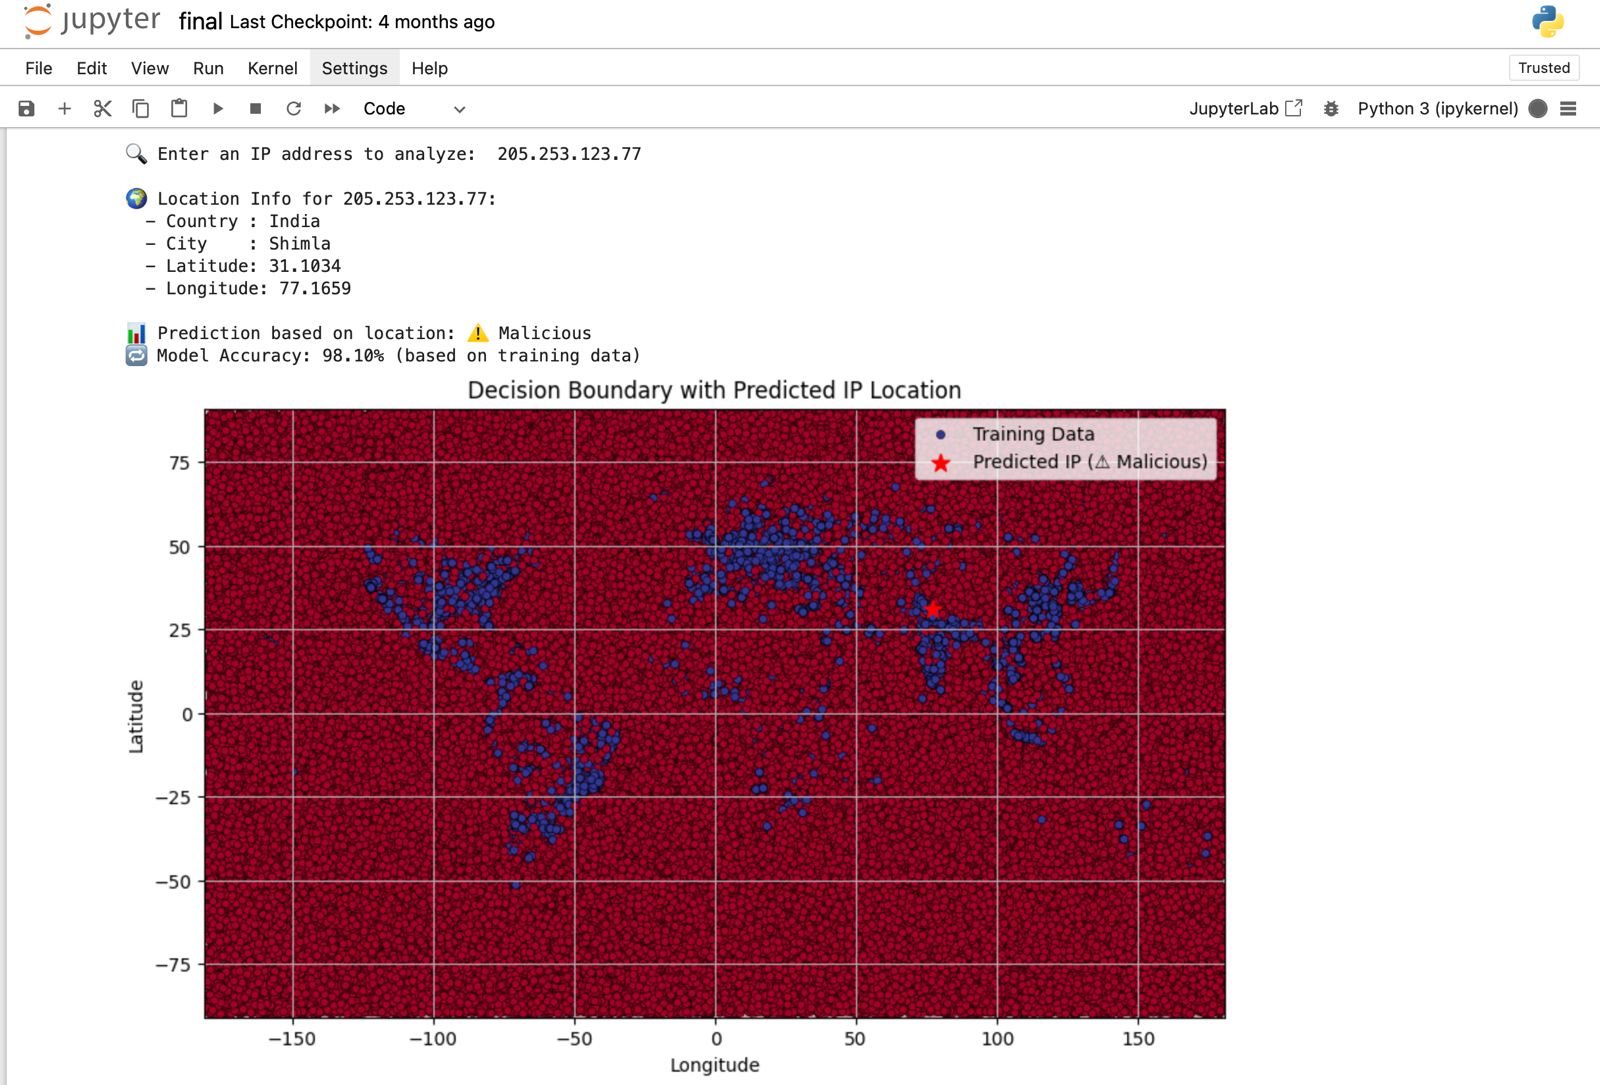 jupyter final Last Checkpoint: 4 months ago
File Edit View Run Kernel Settings Help Trusted
Code JupyterLab Python 3 (ipykernel)
🔍 Enter an IP address to analyze: 205.253.123.77
🌍 Location Info for 205.253.123.77:
– Country : India
– City : Shimla
– Latitude: 31.1034
– Longitude: 77.1659
📊 Prediction based on location: ⚠️ Malicious
🔁 Model Accuracy: 98.10% (based on training data)
Decision Boundary with Predicted IP Location
Training Data
Predicted IP (⚠ Malicious)
75
50
25
0
−25
−50
−75
Latitude
−150 −100 −50 0 50 100 150
Longitude